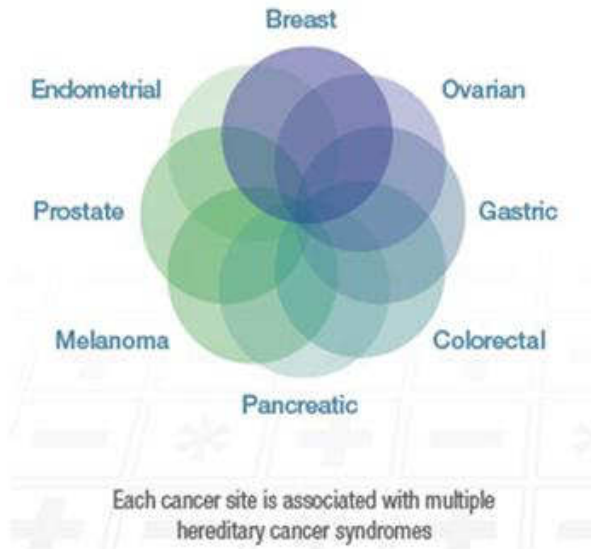 Breast
Endometrial
Ovarian
Prostate
Gastric
Melanoma
Colorectal
Pancreatic
Each cancer site is associated with multiple
hereditary cancer syndromes